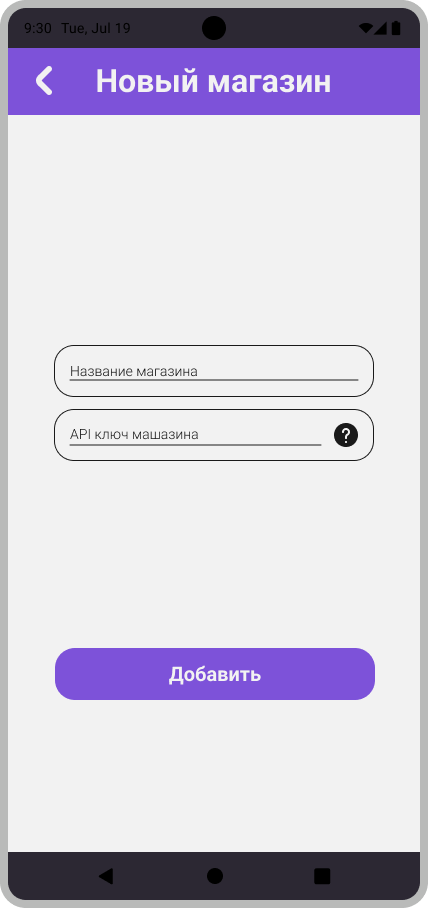 9:30 Tue, Jul 19
Новый магазин
Название магазина
API ключ машазина
?
Добавить